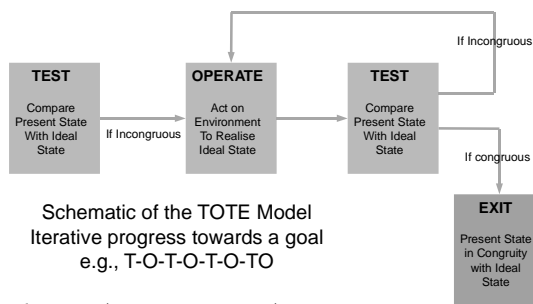 If Incongruous
TEST
Compare
Present State
With Ideal
State
If Incongruous
OPERATE
Act on
Environment
To Realise
Ideal State
TEST
Compare
Present State
With Ideal
State
If congruous
EXIT
Present State
in Congruity
with Ideal
State
Schematic of the TOTE Model
Iterative progress towards a goal
e.g., T-O-T-O-T-O-TO